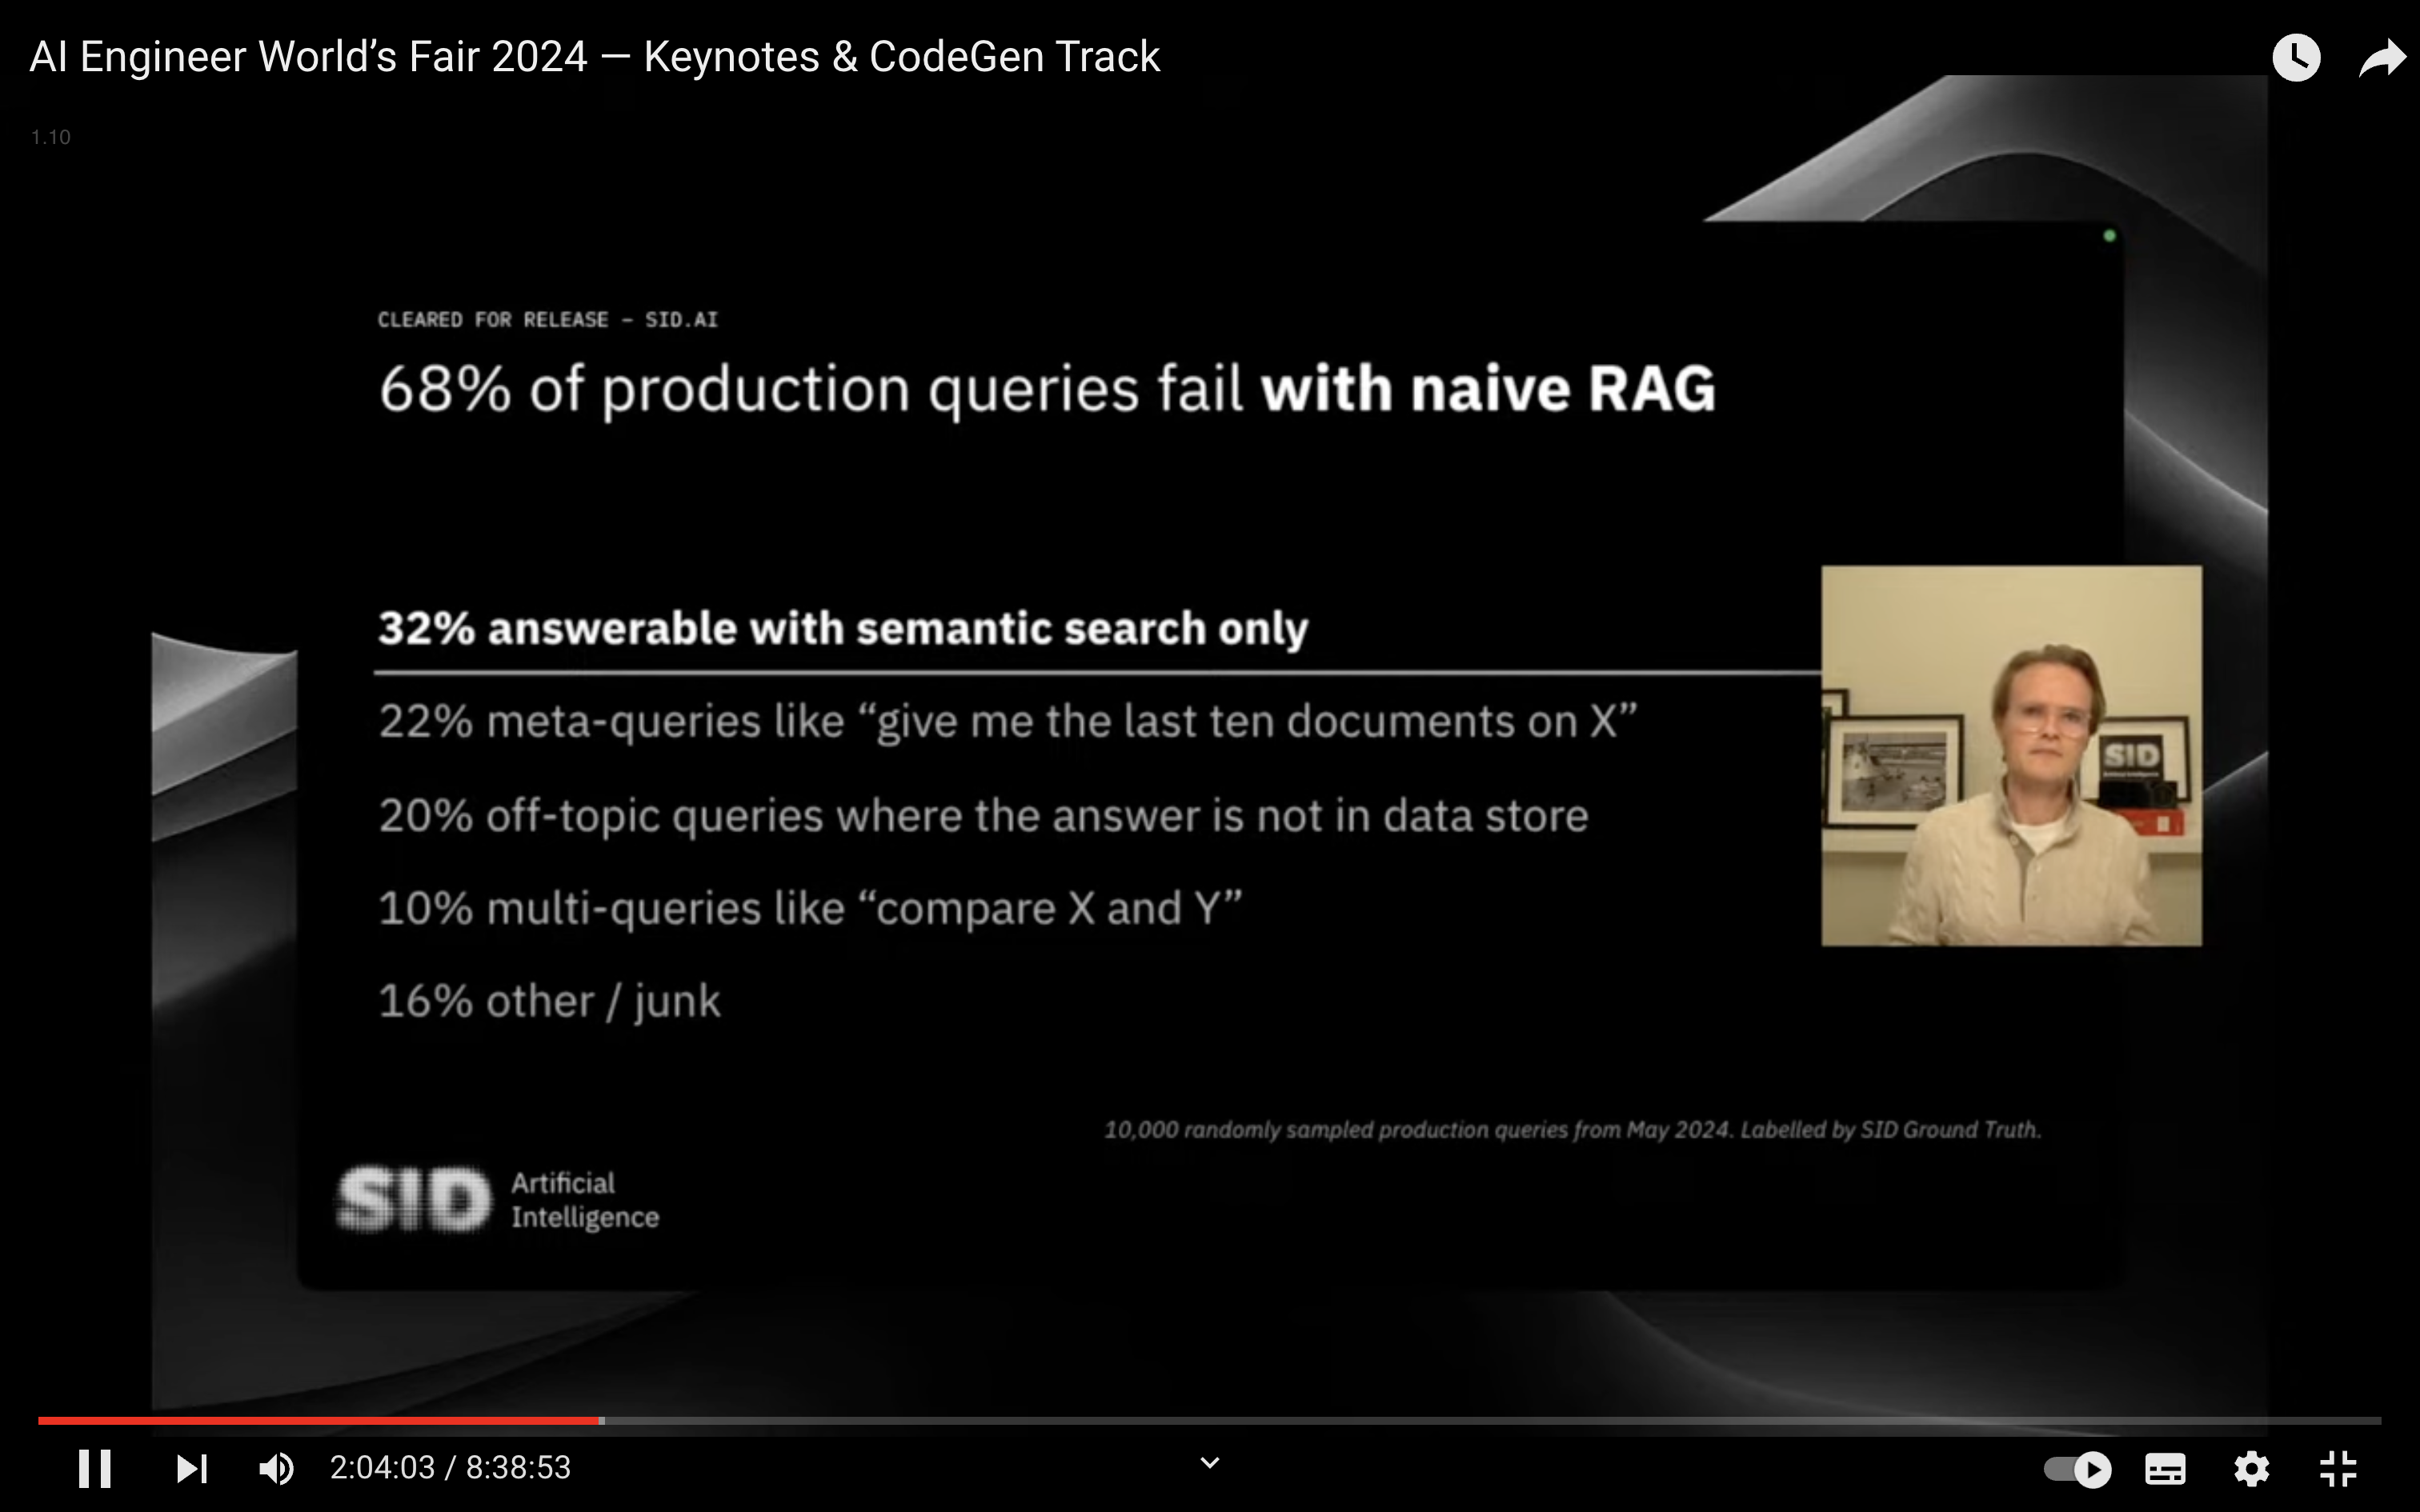 AI Engineer World’s Fair 2024 — Keynotes & CodeGen Track
1.10
CLEARED FOR RELEASE – SID.AI
68% of production queries fail with naive RAG
32% answerable with semantic search only
22% meta-queries like “give me the last ten documents on X”
20% off-topic queries where the answer is not in data store
10% multi-queries like “compare X and Y”
16% other / junk
SID
10,000 randomly sampled production queries from May 2024. Labelled by SID Ground Truth.
SID
Artificial
Intelligence
2:04:03 / 8:38:53